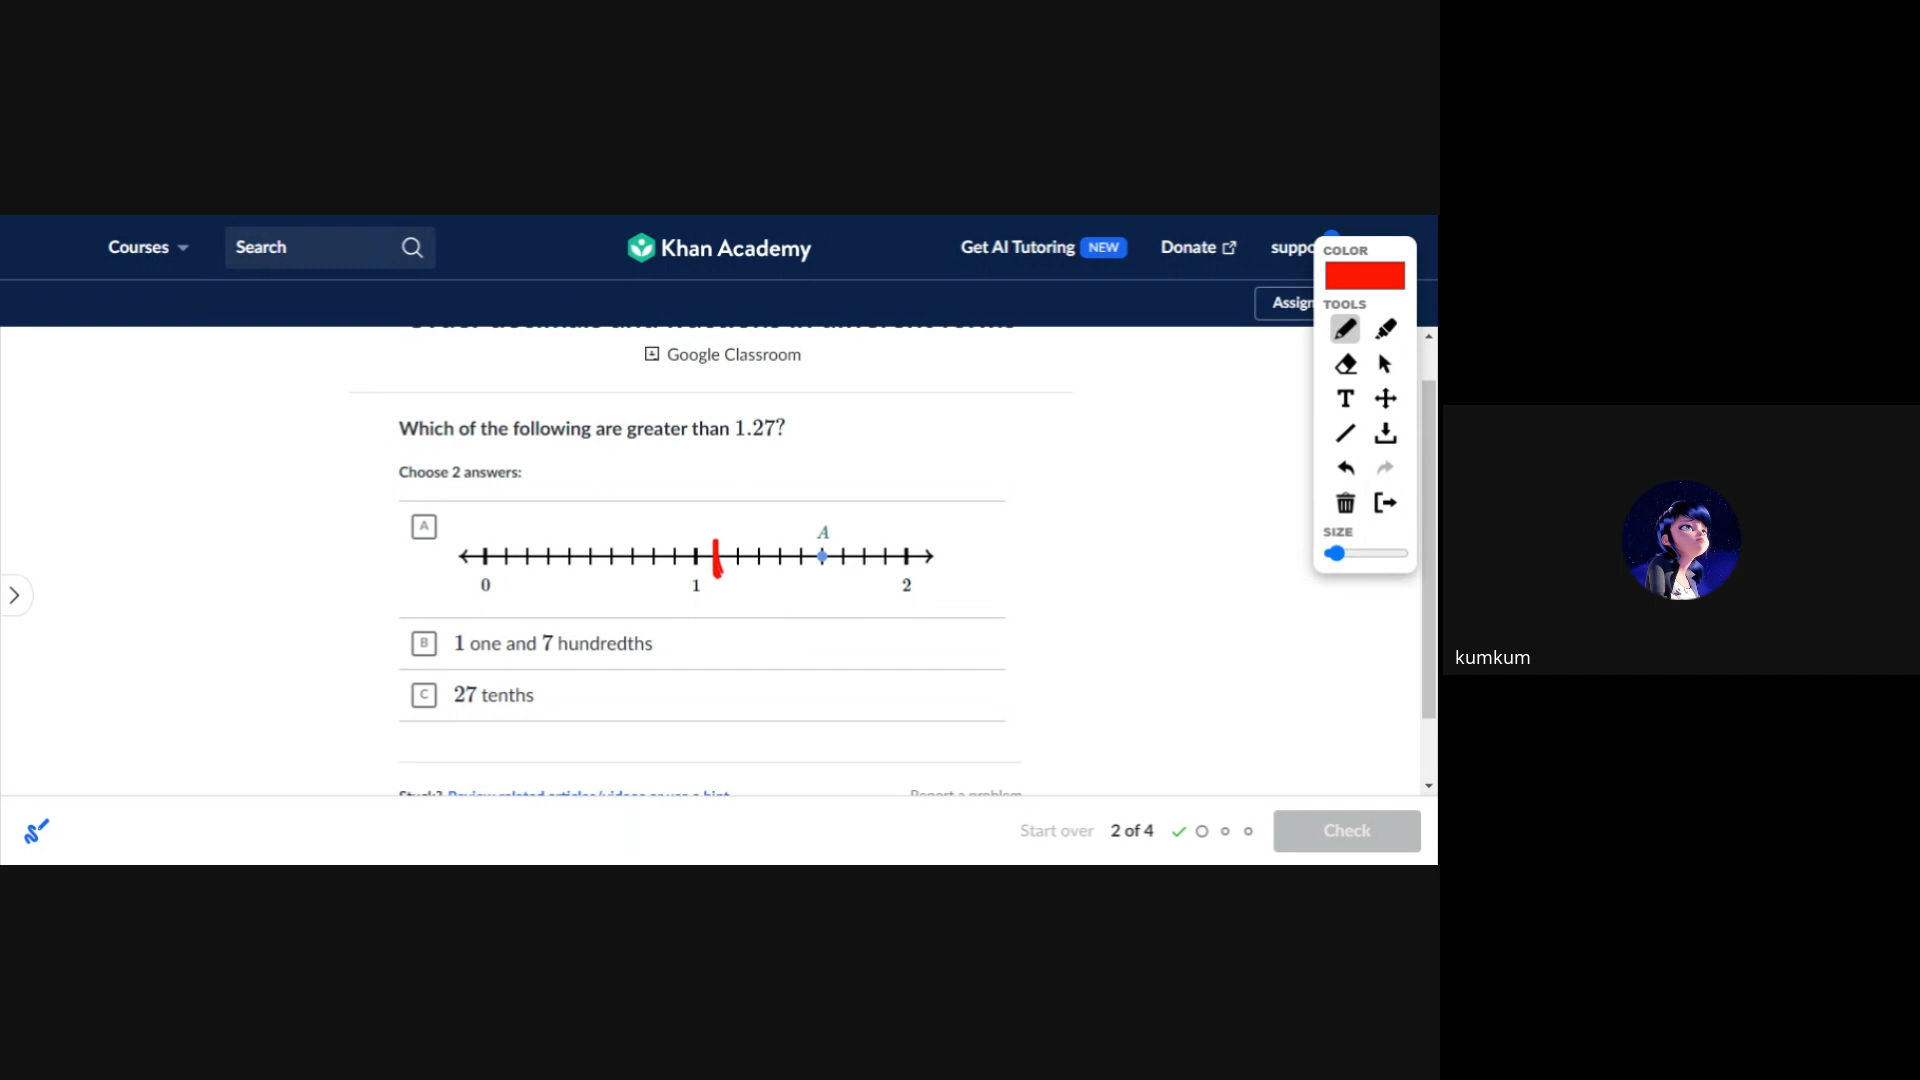 Courses
Search
Khan Academy
Get AI Tutoring NEW
Donate
suppo
COLOR
Assign
TOOLS
Google Classroom
Which of the following are greater than 1.27?
Choose 2 answers:
SIZE
A
A
0 1 2
B 1 one and 7 hundredths
kumkum
C 27 tenths
Start over 2 of 4 Check